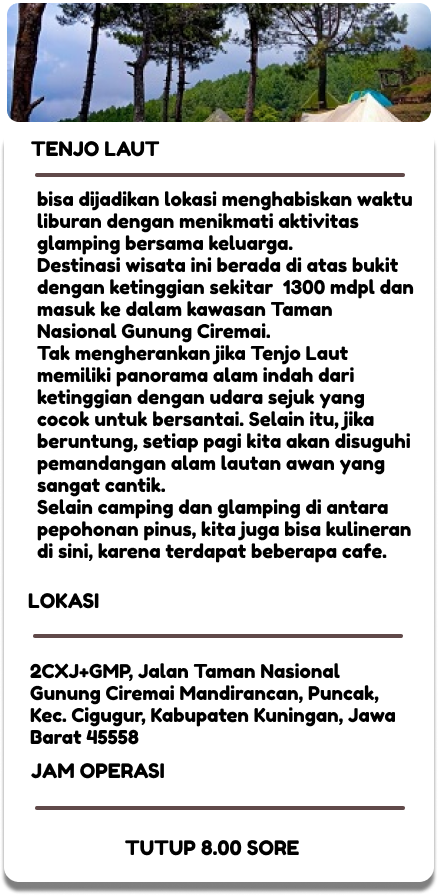 TENJO LAUT
bisa dijadikan lokasi menghabiskan waktu
liburan dengan menikmati aktivitas
glamping bersama keluarga.
Destinasi wisata ini berada di atas bukit
dengan ketinggian sekitar  1300 mdpl dan
masuk ke dalam kawasan Taman
Nasional Gunung Ciremai.
Tak mengherankan jika Tenjo Laut
memiliki panorama alam indah dari
ketinggian dengan udara sejuk yang
cocok untuk bersantai. Selain itu, jika
beruntung, setiap pagi kita akan disuguhi
pemandangan alam lautan awan yang
sangat cantik.
Selain camping dan glamping di antara
pepohonan pinus, kita juga bisa kulineran
di sini, karena terdapat beberapa cafe.
LOKASI
2CXJ+GMP, Jalan Taman Nasional
Gunung Ciremai Mandirancan, Puncak,
Kec. Cigugur, Kabupaten Kuningan, Jawa
Barat 45558
JAM OPERASI
TUTUP 8.00 SORE